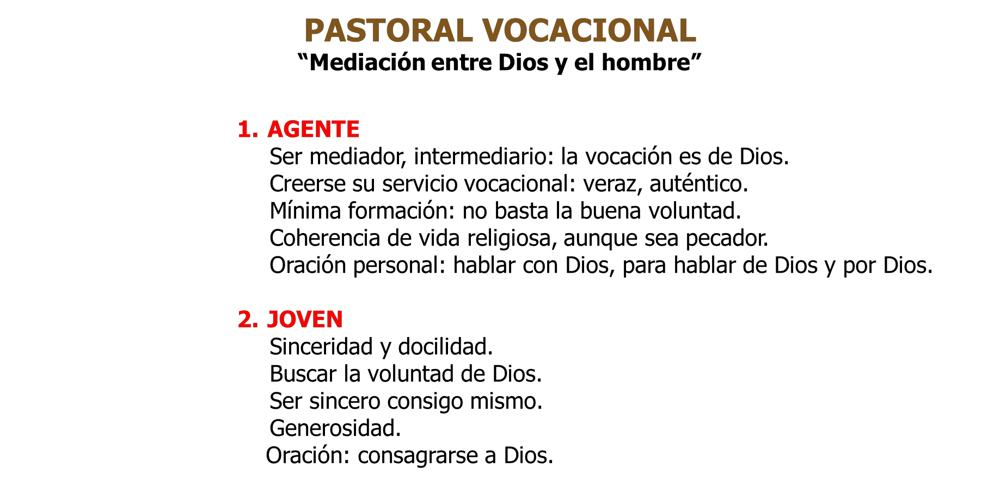 PASTORAL VOCACIONAL
“Mediación entre Dios y el hombre”
1. AGENTE
Ser mediador, intermediario: la vocación es de Dios.
Creerse su servicio vocacional: veraz, auténtico.
Mínima formación: no basta la buena voluntad.
Coherencia de vida religiosa, aunque sea pecador.
Oración personal: hablar con Dios, para hablar de Dios y por Dios.
2. JOVEN
Sinceridad y docilidad.
Buscar la voluntad de Dios.
Ser sincero consigo mismo.
Generosidad.
Oración: consagrarse a Dios.